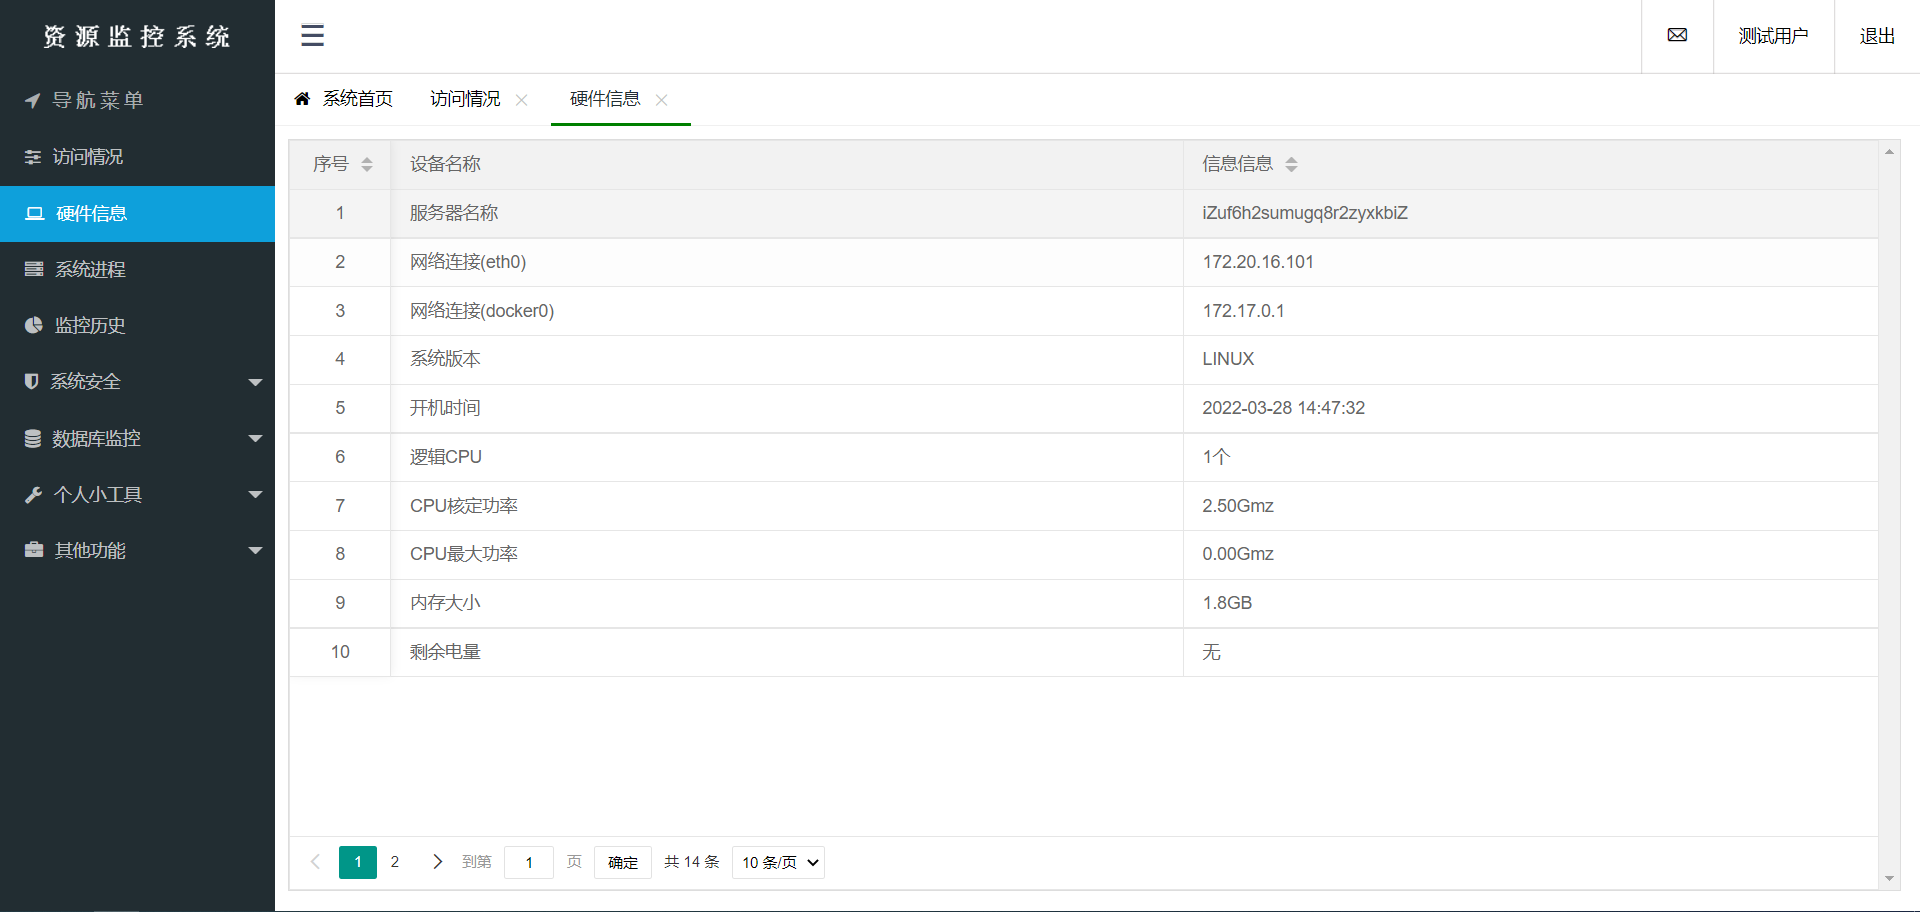 资源监控系统
测试用户
退出
导航菜单
访问情况
硬件信息
系统进程
监控历史
系统安全
数据库监控
个人小工具
其他功能
系统首页 访问情况 硬件信息
序号 设备名称 信息信息
1 服务器名称 iZuf6h2sumugq8r2zyxkbiZ
2 网络连接(eth0) 172.20.16.101
3 网络连接(docker0) 172.17.0.1
4 系统版本 LINUX
5 开机时间 2022-03-28 14:47:32
6 逻辑CPU 1个
7 CPU核定功率 2.50Gmz
8 CPU最大功率 0.00Gmz
9 内存大小 1.8GB
10 剩余电量 无
1 2 到第 1 页 确定 共 14 条 10 条/页